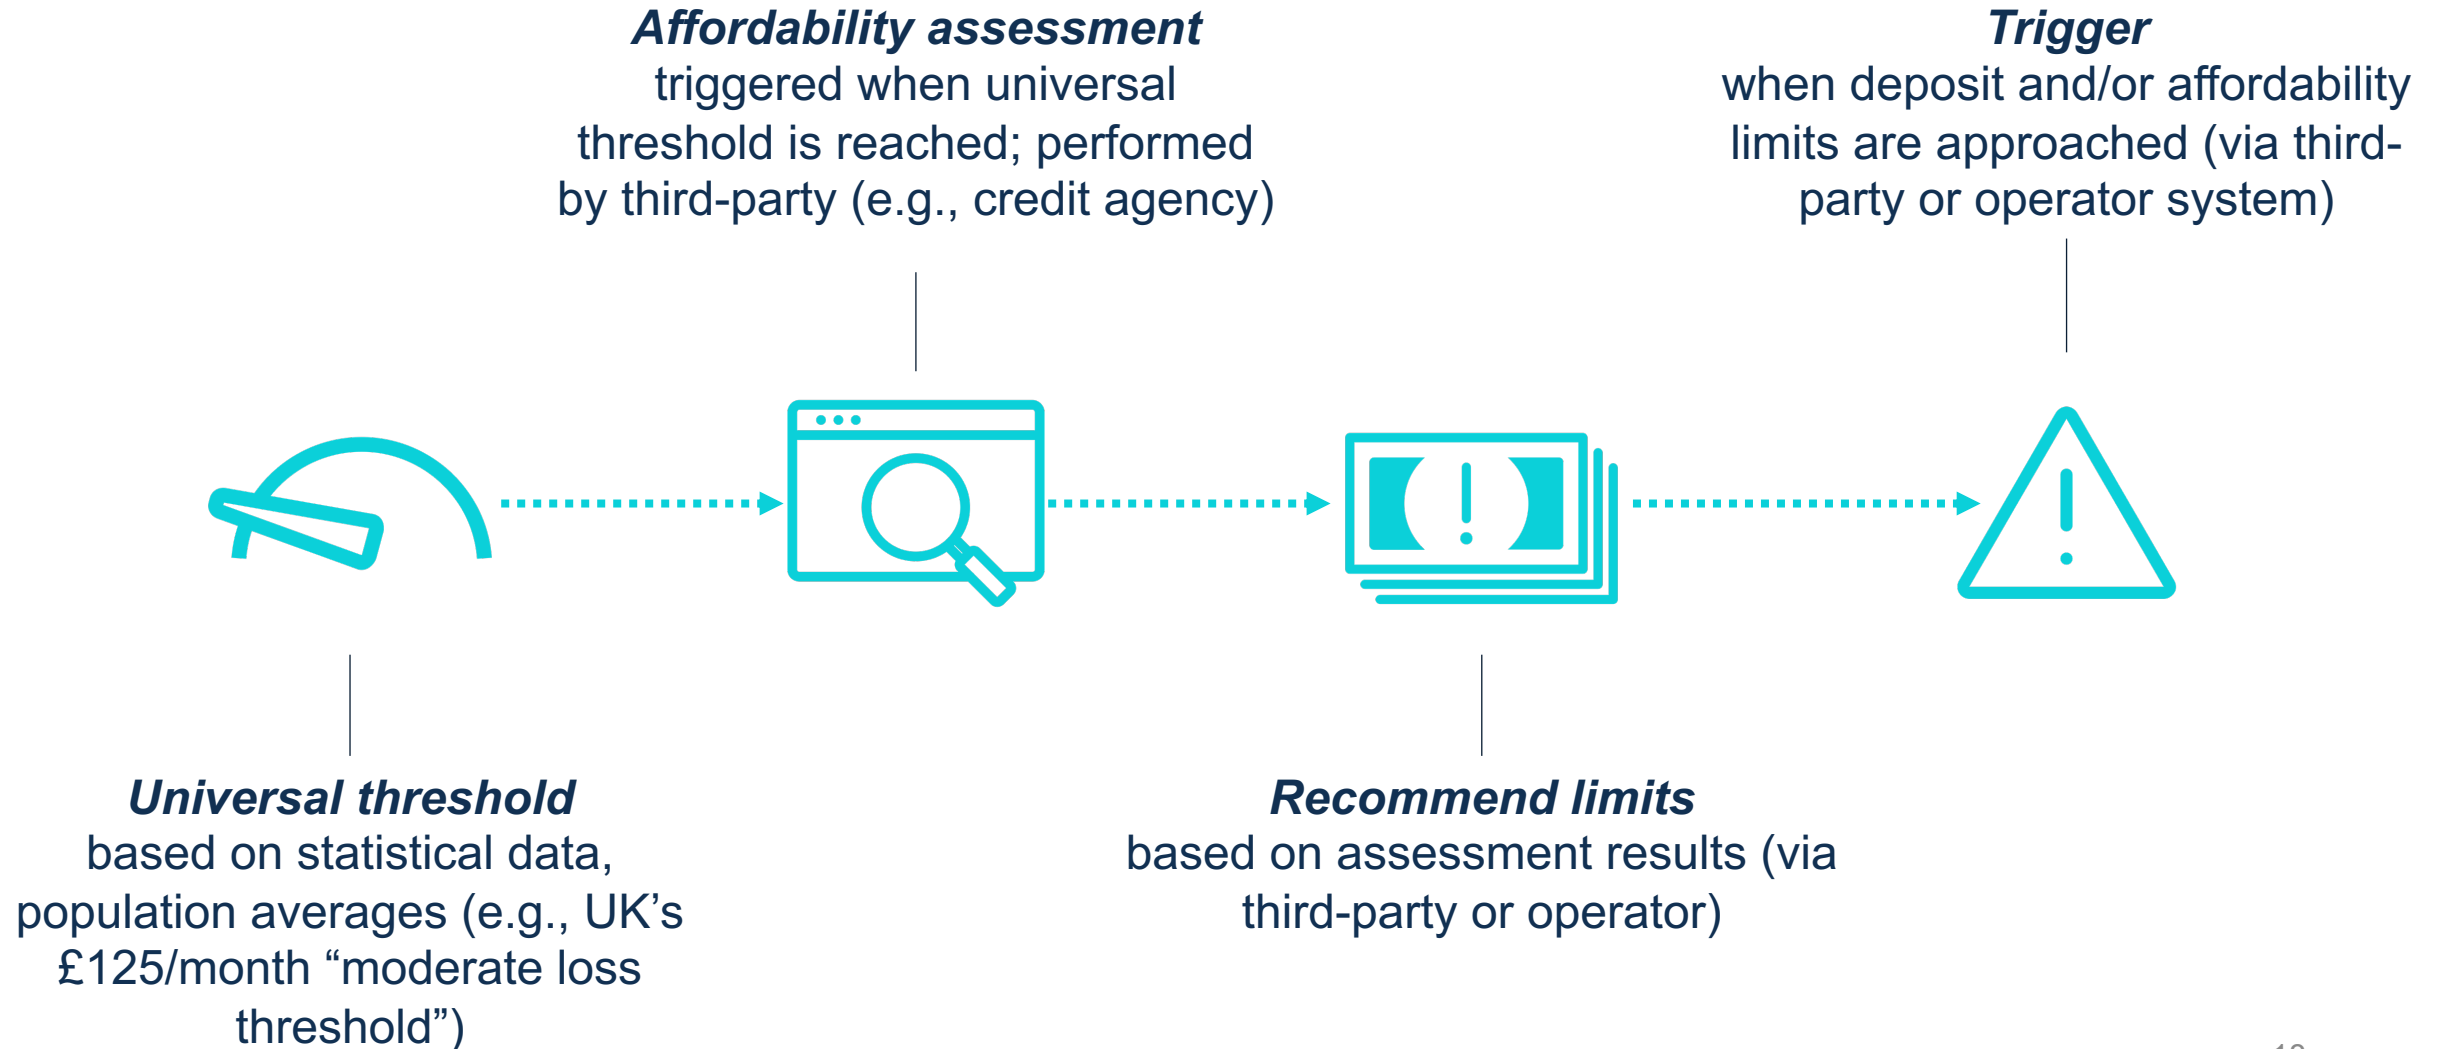 Affordability assessment
triggered when universal
threshold is reached; performed
by third-party (e.g., credit agency)
Trigger
when deposit and/or affordability
limits are approached (via third-
party or operator system)
Universal threshold
based on statistical data,
population averages (e.g., UK’s
£125/month “moderate loss
threshold”)
Recommend limits
based on assessment results (via
third-party or operator)